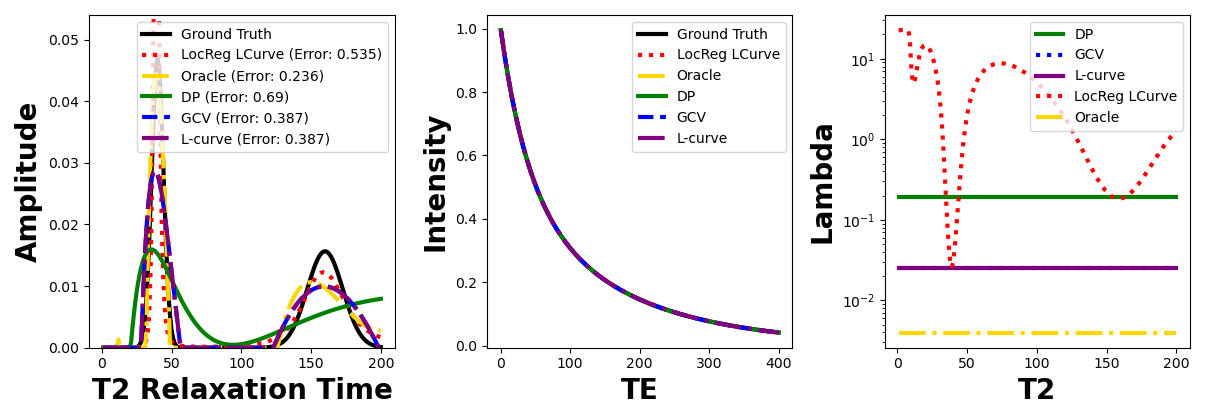 Amplitude
0.05
0.04
0.03
0.02
0.01
0.00
0
50
100
150
200
T2 Relaxation Time
Ground Truth
LocReg LCurve (Error: 0.535)
Oracle (Error: 0.236)
DP (Error: 0.69)
GCV (Error: 0.387)
L-curve (Error: 0.387)
Intensity
1.0
0.8
0.6
0.4
0.2
0.0
0
100
200
300
400
TE
Ground Truth
LocReg LCurve
Oracle
DP
GCV
L-curve
Lambda
10¹
10⁰
10⁻¹
10⁻²
0
50
100
150
200
T2
DP
GCV
L-curve
LocReg LCurve
Oracle